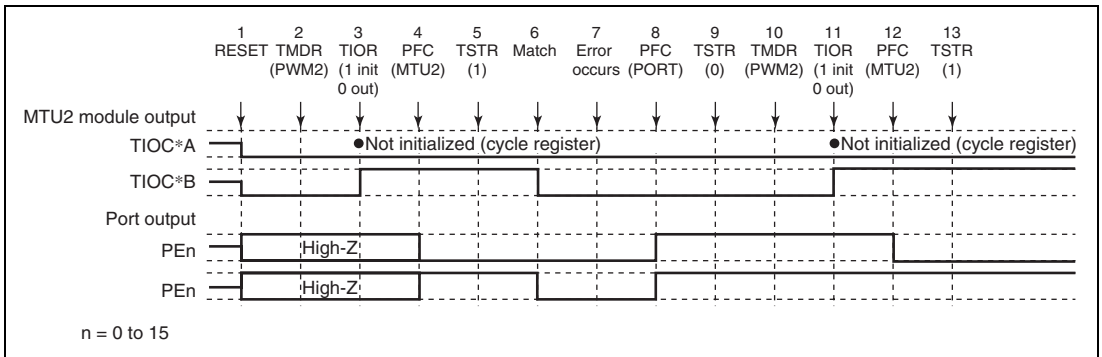 1 2 3 4 5 6 7 8 9 10 11 12 13
RESET TMDR TIOR PFC TSTR Match Error PFC TSTR TMDR TIOR PFC TSTR
(PWM2) (1 init (MTU2) (1) occurs (PORT) (0) (PWM2) (1 init (MTU2) (1)
0 out) 0 out)
MTU2 module output
TIOC*A ●Not initialized (cycle register) ●Not initialized (cycle register)
TIOC*B
Port output
PEn High-Z
PEn High-Z
n = 0 to 15